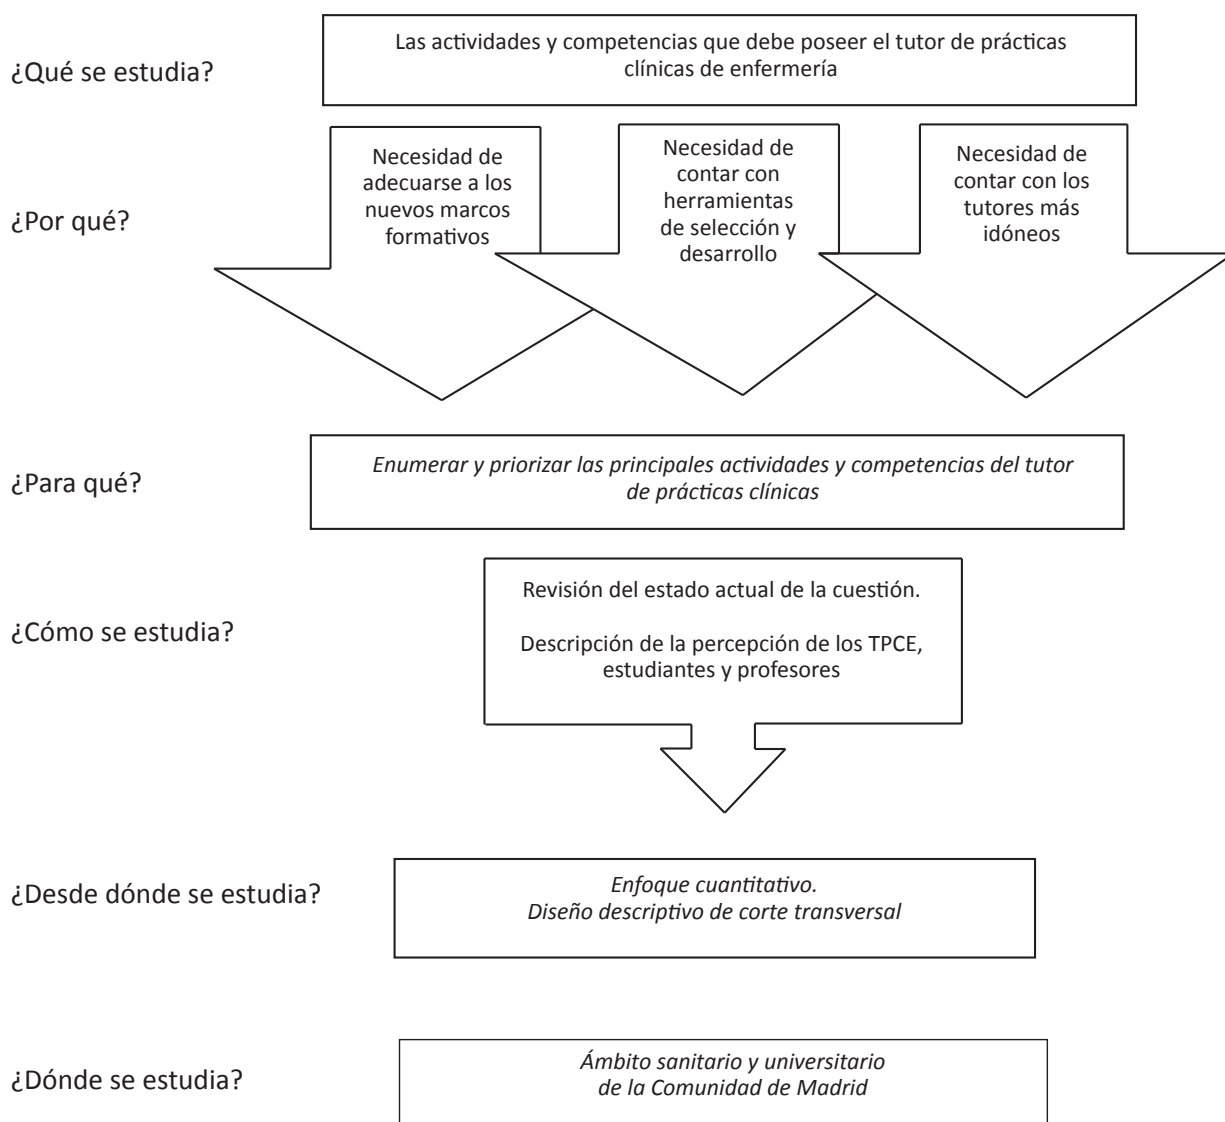 ¿Qué se estudia?
Las actividades y competencias que debe poseer el tutor de prácticas
clínicas de enfermería
¿Por qué?
Necesidad de
adecuarse a los
nuevos marcos
formativos
Necesidad de
contar con
herramientas
de selección y
desarrollo
Necesidad de
contar con los
tutores más
idóneos
¿Para qué?
Enumerar y priorizar las principales actividades y competencias del tutor
de prácticas clínicas
¿Cómo se estudia?
Revisión del estado actual de la cuestión.
Descripción de la percepción de los TPCE,
estudiantes y profesores
¿Desde dónde se estudia?
Enfoque cuantitativo.
Diseño descriptivo de corte transversal
¿Dónde se estudia?
Ámbito sanitario y universitario
de la Comunidad de Madrid